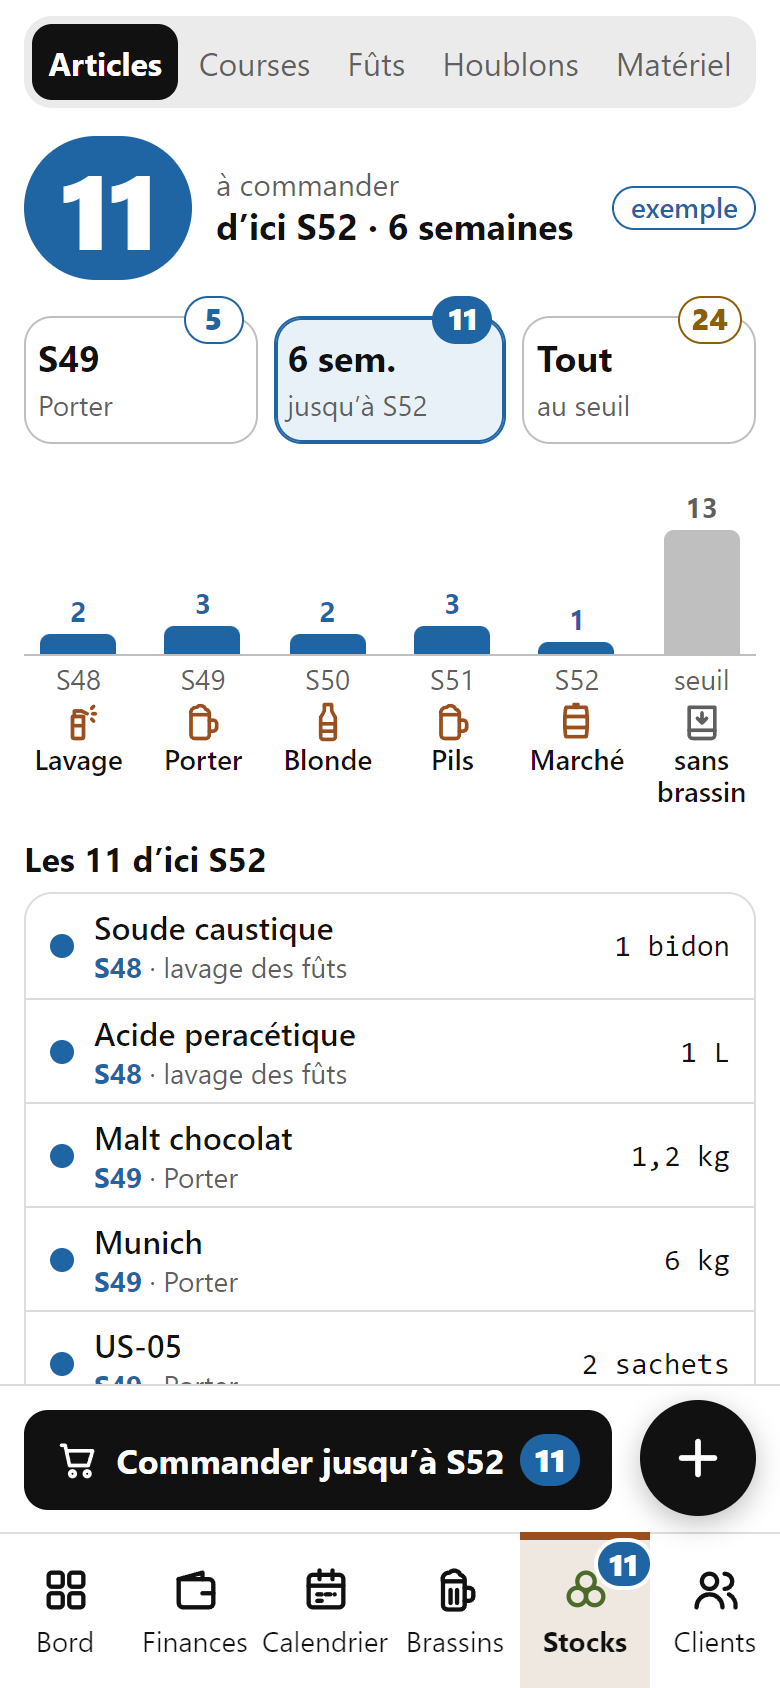 Articles Courses Fûts Houblons Matériel
11
à commander
d’ici S52 · 6 semaines
exemple
5
S49
Porter
11
6 sem.
jusqu’à S52
24
Tout
au seuil
2 3 2 3 1 13
S48 S49 S50 S51 S52 seuil
Lavage Porter Blonde Pils Marché sans
brassin
Les 11 d’ici S52
Soude caustique
S48 · lavage des fûts
1 bidon
Acide peracétique
S48 · lavage des fûts
1 L
Malt chocolat
S49 · Porter
1,2 kg
Munich
S49 · Porter
6 kg
US-05
S49 · Porter
2 sachets
Commander jusqu’à S52 11
11
Bord Finances Calendrier Brassins Stocks Clients